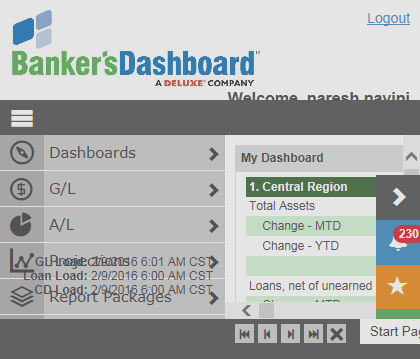 Logout
Banker'sDashboard™
A DELUXE® COMPANY
Welcome, naresh navini
Dashboards
G/L
A/L
Projections
Report Packages
GL Load: 2/9/2016 6:01 AM CST
Loan Load: 2/9/2016 6:00 AM CST
CD Load: 2/9/2016 6:00 AM CST
My Dashboard
1. Central Region
Total Assets
Change - MTD
Change - YTD
Loans, net of unearned
Change - MTD
230
Start Pa